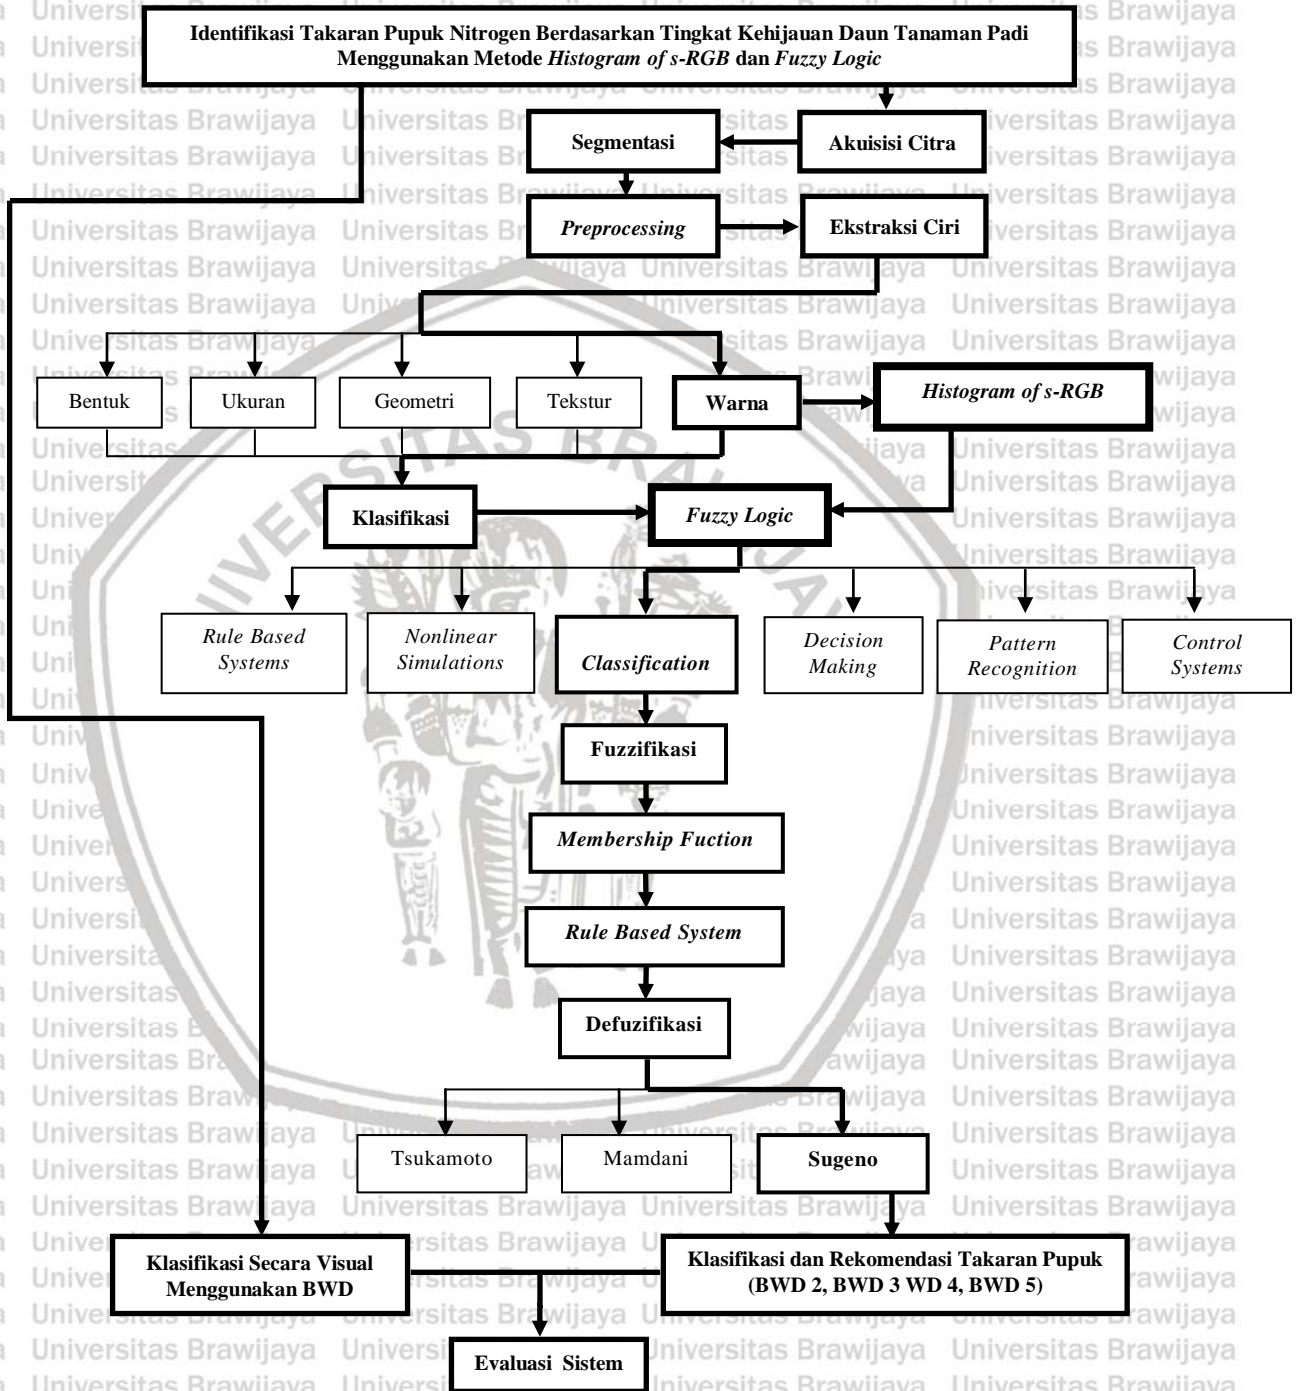 Identifikasi Takaran Pupuk Nitrogen Berdasarkan Tingkat Kehijauan Daun Tanaman Padi
Menggunakan Metode Histogram of s-RGB dan Fuzzy Logic
Segmentasi
Akuisisi Citra
Preprocessing
Ekstraksi Ciri
Bentuk
Ukuran
Geometri
Tekstur
Warna
Histogram of s-RGB
Klasifikasi
Fuzzy Logic
Rule Based
Systems
Nonlinear
Simulations
Classification
Decision
Making
Pattern
Recognition
Control
Systems
Fuzzifikasi
Membership Fuction
Rule Based System
Defuzifikasi
Tsukamoto
Mamdani
Sugeno
Klasifikasi Secara Visual
Menggunakan BWD
Klasifikasi dan Rekomendasi Takaran Pupuk
(BWD 2, BWD 3 WD 4, BWD 5)
Evaluasi Sistem